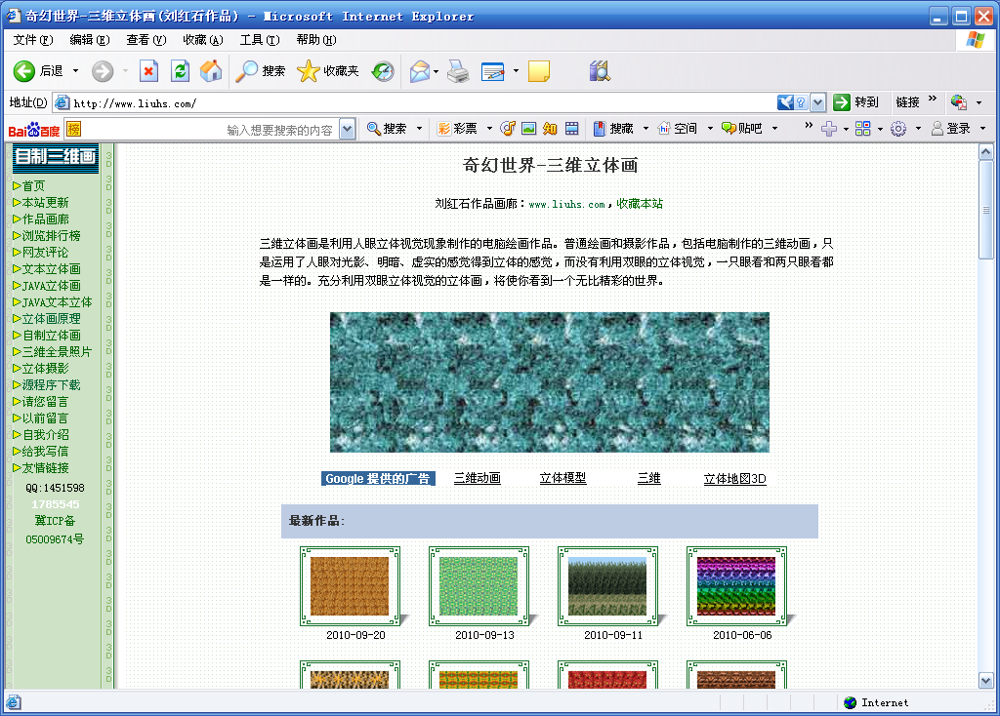 奇幻世界-三维立体画(刘红石作品) - Microsoft Internet Explorer
文件(F) 编辑(E) 查看(V) 收藏(A) 工具(T) 帮助(H)
后退 搜索 收藏夹
地址(D) http://www.liuhs.com/ 转到 链接 »
Bai百度 榜 输入想要搜索的内容 搜索 彩票 知 搜藏 空间 贴吧 » 登录
自制三维画
首页
本站更新
作品画廊
浏览排行榜
网友评论
文本立体画
JAVA立体画
JAVA文本立体
立体画原理
自制立体画
三维全景照片
立体摄影
源程序下载
请您留言
以前留言
自我介绍
给我写信
友情链接
QQ:1451598
1785545
冀ICP备
05009674号
奇幻世界-三维立体画
刘红石作品画廊：www.liuhs.com，收藏本站
三维立体画是利用人眼立体视觉现象制作的电脑绘画作品。普通绘画和摄影作品，包括电脑制作的三维动画，只
是运用了人眼对光影、明暗、虚实的感觉得到立体的感觉，而没有利用双眼的立体视觉，一只眼看和两只眼看都
是一样的。充分利用双眼立体视觉的立体画，将使你看到一个无比精彩的世界。
Google 提供的广告 三维动画 立体模型 三维 立体地图3D
最新作品:
2010-09-20 2010-09-13 2010-09-11 2010-06-06
Internet